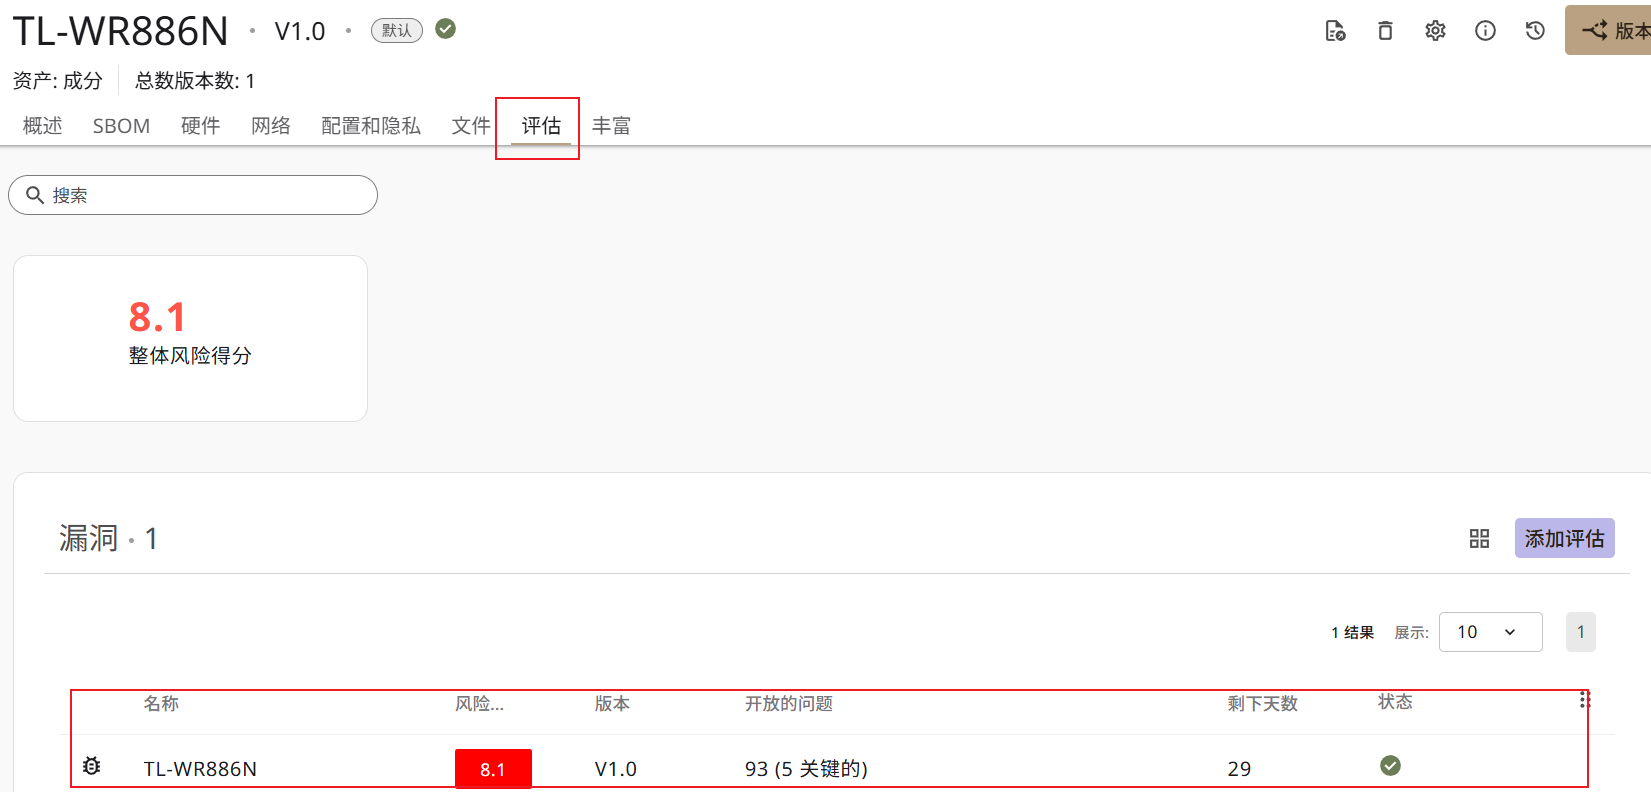 TL-WR886N • V1.0 • 默认
版本
资产: 成分 总数版本数: 1
概述 SBOM 硬件 网络 配置和隐私 文件 评估 丰富
搜索
8.1
整体风险得分
漏洞 • 1
添加评估
1 结果 展示: 10 1
名称 风险... 版本 开放的问题 剩下天数 状态
TL-WR886N 8.1 V1.0 93 (5 关键的) 29